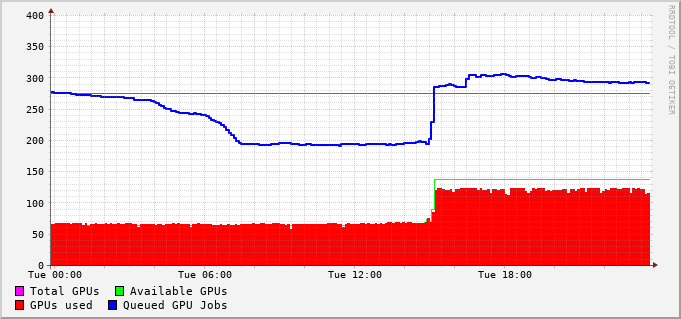 400
350
300
250
200
150
100
50
0
Tue 00:00 Tue 06:00 Tue 12:00 Tue 18:00
Total GPUs Available GPUs
GPUs used Queued GPU Jobs
RRDTOOL / TOBI OETIKER